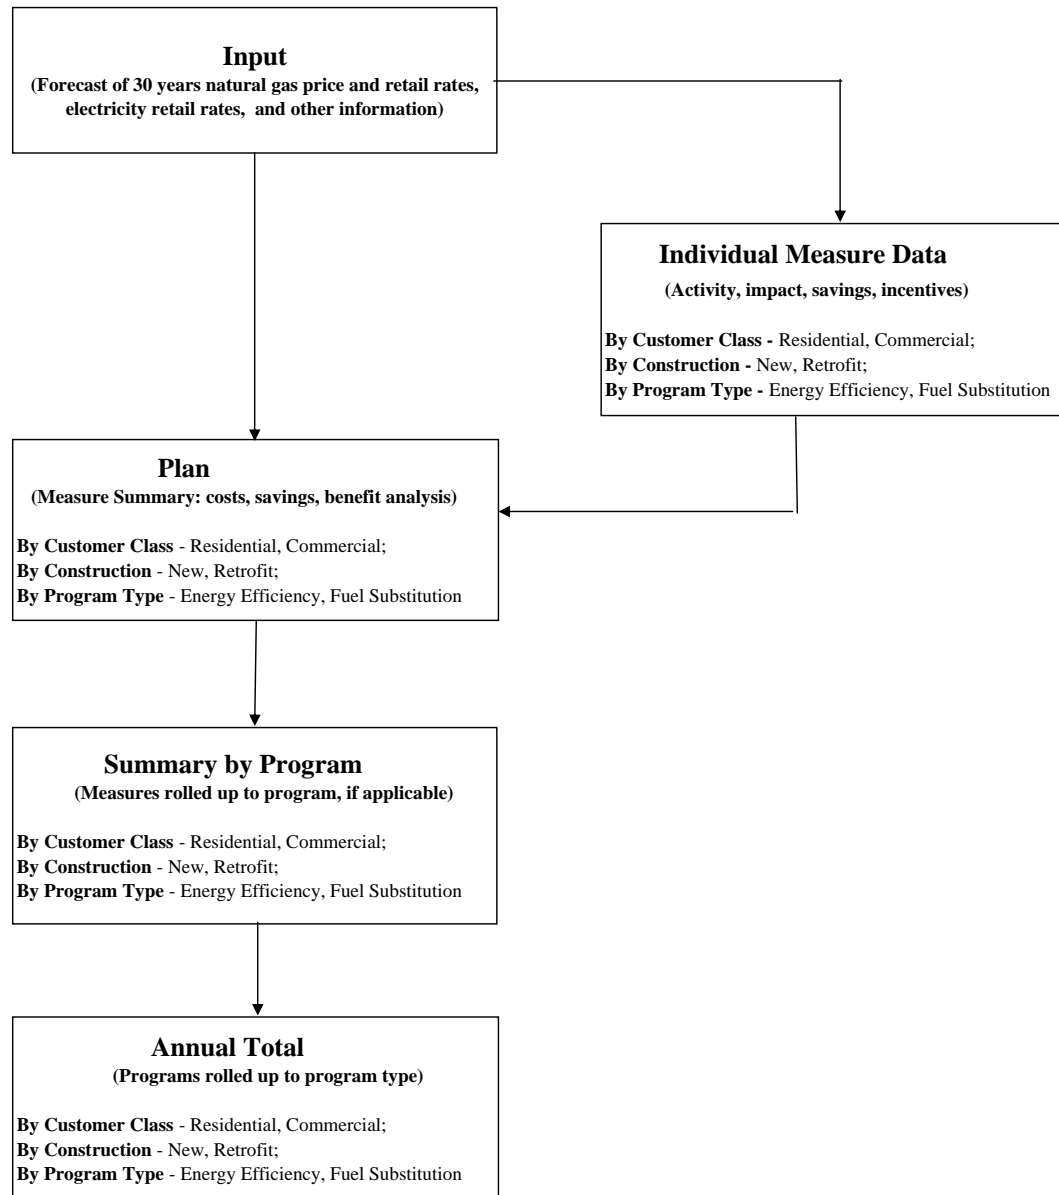 Input
(Forecast of 30 years natural gas price and retail rates,
electricity retail rates,  and other information)
Individual Measure Data
(Activity, impact, savings, incentives)
By Customer Class - Residential, Commercial;
By Construction - New, Retrofit;
By Program Type - Energy Efficiency, Fuel Substitution
Plan
(Measure Summary: costs, savings, benefit analysis)
By Customer Class - Residential, Commercial;
By Construction - New, Retrofit;
By Program Type - Energy Efficiency, Fuel Substitution
Summary by Program
(Measures rolled up to program, if applicable)
By Customer Class - Residential, Commercial;
By Construction - New, Retrofit;
By Program Type - Energy Efficiency, Fuel Substitution
Annual Total
(Programs rolled up to program type)
By Customer Class - Residential, Commercial;
By Construction - New, Retrofit;
By Program Type - Energy Efficiency, Fuel Substitution